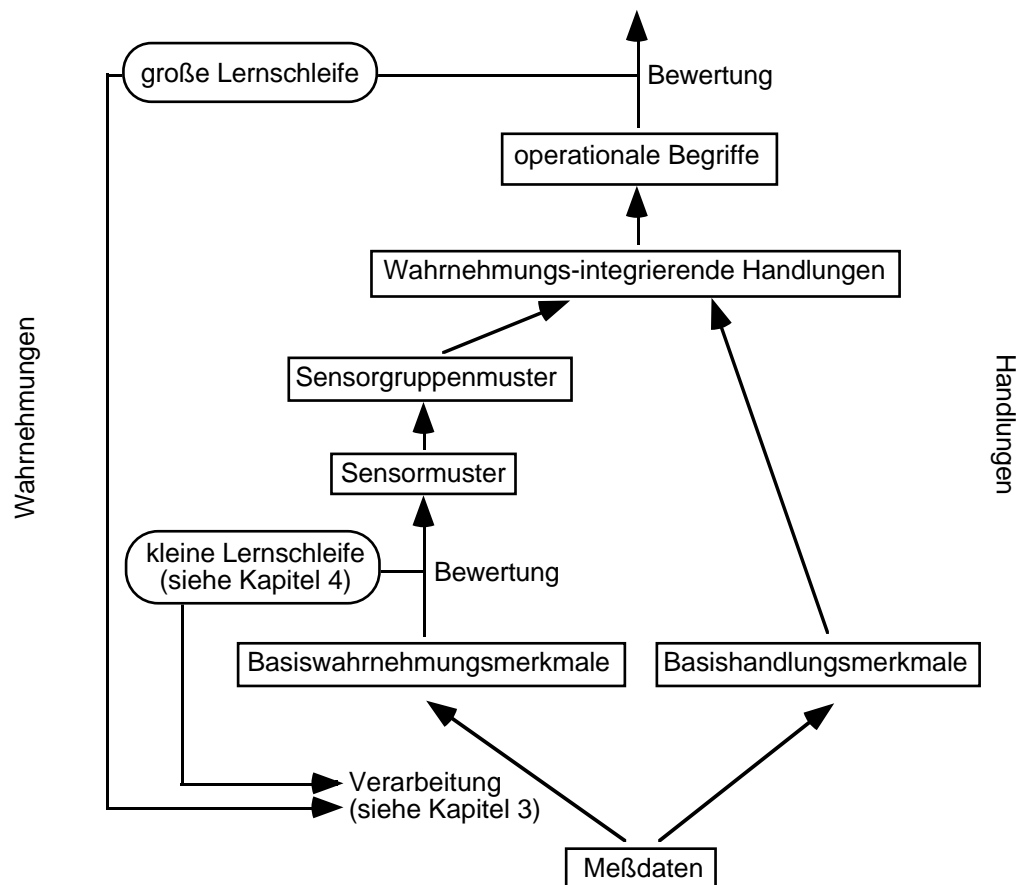 große Lernschleife
Bewertung
operationale Begriffe
Wahrnehmungs-integrierende Handlungen
Wahrnehmungen
Handlungen
Sensorgruppenmuster
Sensormuster
kleine Lernschleife
(siehe Kapitel 4)
Bewertung
Basiswahrnehmungsmerkmale
Basishandlungsmerkmale
Verarbeitung
(siehe Kapitel 3)
Meßdaten